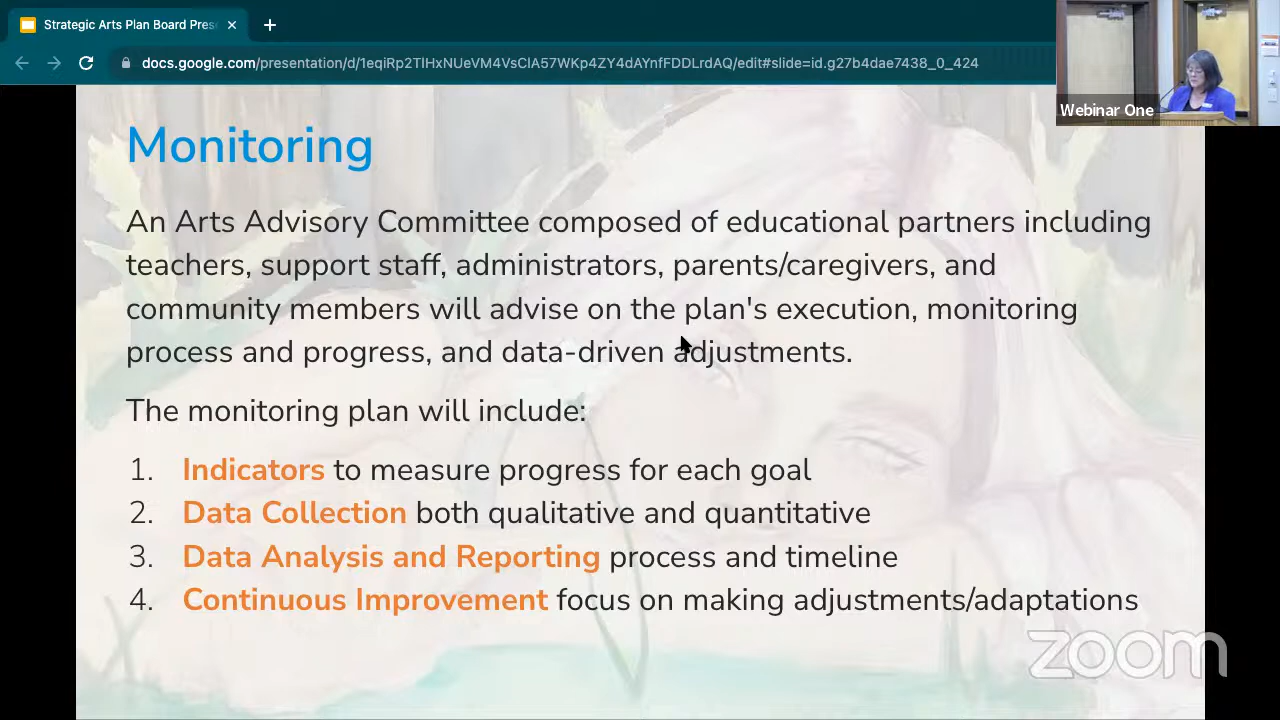 Strategic Arts Plan Board Pres
docs.google.com/presentation/d/1eqiRp2TlHxNUeVM4VsClA57WKp4ZY4dAYnfFDDLrdAQ/edit#slide=id.g27b4dae7438_0_424
Webinar One
Monitoring
An Arts Advisory Committee composed of educational partners including
teachers, support staff, administrators, parents/caregivers, and
community members will advise on the plan's execution, monitoring
process and progress, and data-driven adjustments.
The monitoring plan will include:
1. Indicators to measure progress for each goal
2. Data Collection both qualitative and quantitative
3. Data Analysis and Reporting process and timeline
4. Continuous Improvement focus on making adjustments/adaptations
zoom